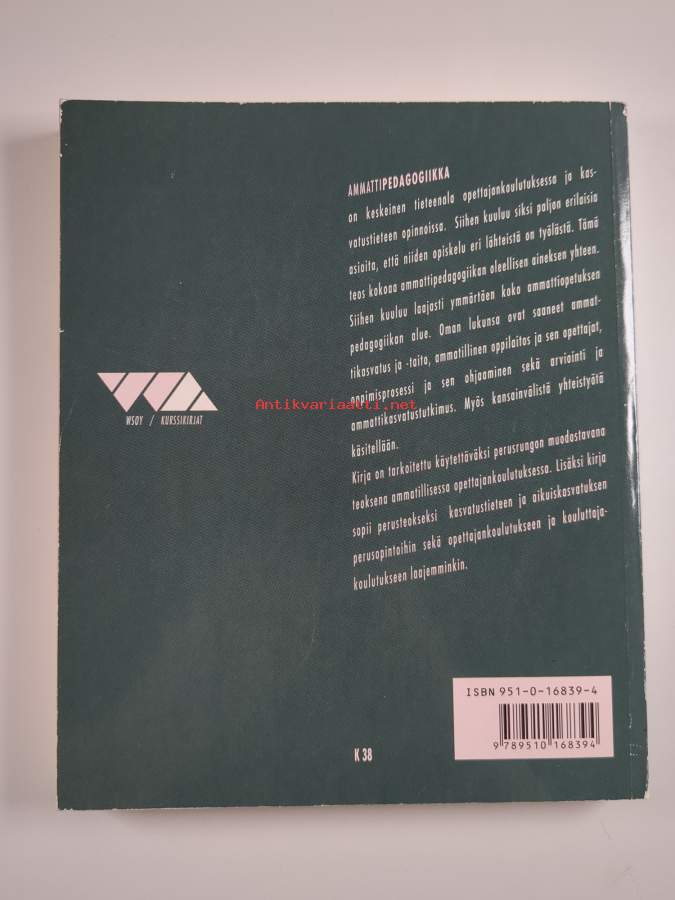 AMMATTIPEDAGOGIIKKA
on keskeinen tieteenala opettajankoulutuksessa ja kas-
vatustieteen opinnoissa. Siihen kuuluu siksi paljon erilaisia
asioita, että niiden opiskelu eri lähteistä on työlästä. Tämä
teos kokoaa ammattipedagogiikan oleellisen aineksen yhteen.
Siihen kuuluu laajasti ymmärtäen koko ammattiopetuksen
pedagogiikan alue. Oman lukunsa ovat saaneet ammat-
tikasvatus ja -taito, ammatillinen oppilaitos ja sen opettajat,
oppimisprosessi ja sen ohjaaminen sekä arviointi ja
ammattikasvatustutkimus. Myös kansainvälistä yhteistyötä
käsitellään.
Kirja on tarkoitettu käytettäväksi perusrungon muodostavana
teoksena ammatillisessa opettajankoulutuksessa. Lisäksi kirja
sopii perusteokseksi kasvatustieteen ja aikuiskasvatuksen
perusopintoihin sekä opettajankoulutukseen ja kouluttaja-
koulutukseen laajemminkin.
WSOY / KURSSIKIRJAT
Antikvariaatti.net
ISBN 951-0-16839-4
9 789510 168394
K 38